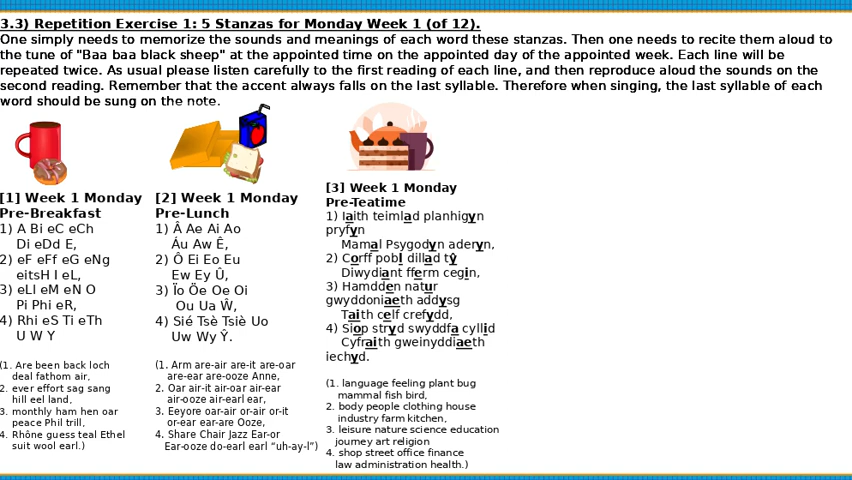 3.3) Repetition Exercise 1: 5 Stanzas for Monday Week 1 (of 12).
One simply needs to memorize the sounds and meanings of each word these stanzas. Then one needs to recite them aloud to
the tune of "Baa baa black sheep" at the appointed time on the appointed day of the appointed week. Each line will be
repeated twice. As usual please listen carefully to the first reading of each line, and then reproduce aloud the sounds on the
second reading. Remember that the accent always falls on the last syllable. Therefore when singing, the last syllable of each
word should be sung on the note.
[1] Week 1 Monday
Pre-Breakfast
1) A Bi eC eCh
Di eDd E,
2) eF eFf eG eNg
eitsH I eL,
3) eLl eM eN O
Pi Phi eR,
4) Rhi eS Ti eTh
U W Y
(1. Are been back loch
deal fathom air,
2. ever effort sag sang
hill eel land,
3. monthly ham hen oar
peace Phil trill,
4. Rhône guess teal Ethel
suit wool earl.)
[2] Week 1 Monday
Pre-Lunch
1) Â Ae Ai Ao
Áu Aw Ê,
2) Ô Ei Eo Eu
Ew Ey Û,
3) Ïo Öe Oe Oi
Ou Ua Ŵ,
4) Sié Tsè Tsiè Uo
Uw Wy Ŷ.
(1. Arm are-air are-it are-oar
are-ear are-ooze Anne,
2. Oar air-it air-oar air-ear
air-ooze air-earl ear,
3. Eeyore oar-air or-air or-it
or-ear ear-are Ooze,
4. Share Chair Jazz Ear-or
Ear-ooze do-earl earl “uh-ay-l”)
[3] Week 1 Monday
Pre-Teatime
1) Iaith teimlad planhigyn
pryfyn
Mamal Psygodyn aderyn,
2) Corff pobl dillad tŷ
Diwydiant fferm cegin,
3) Hamdden natur
gwyddoniaeth addysg
Taith celf crefydd,
4) Siop stryd swyddfa cyllid
Cyfraith gweinyddiaeth
iechyd.
(1. language feeling plant bug
mammal fish bird,
2. body people clothing house
industry farm kitchen,
3. leisure nature science education
journey art religion
4. shop street office finance
law administration health.)